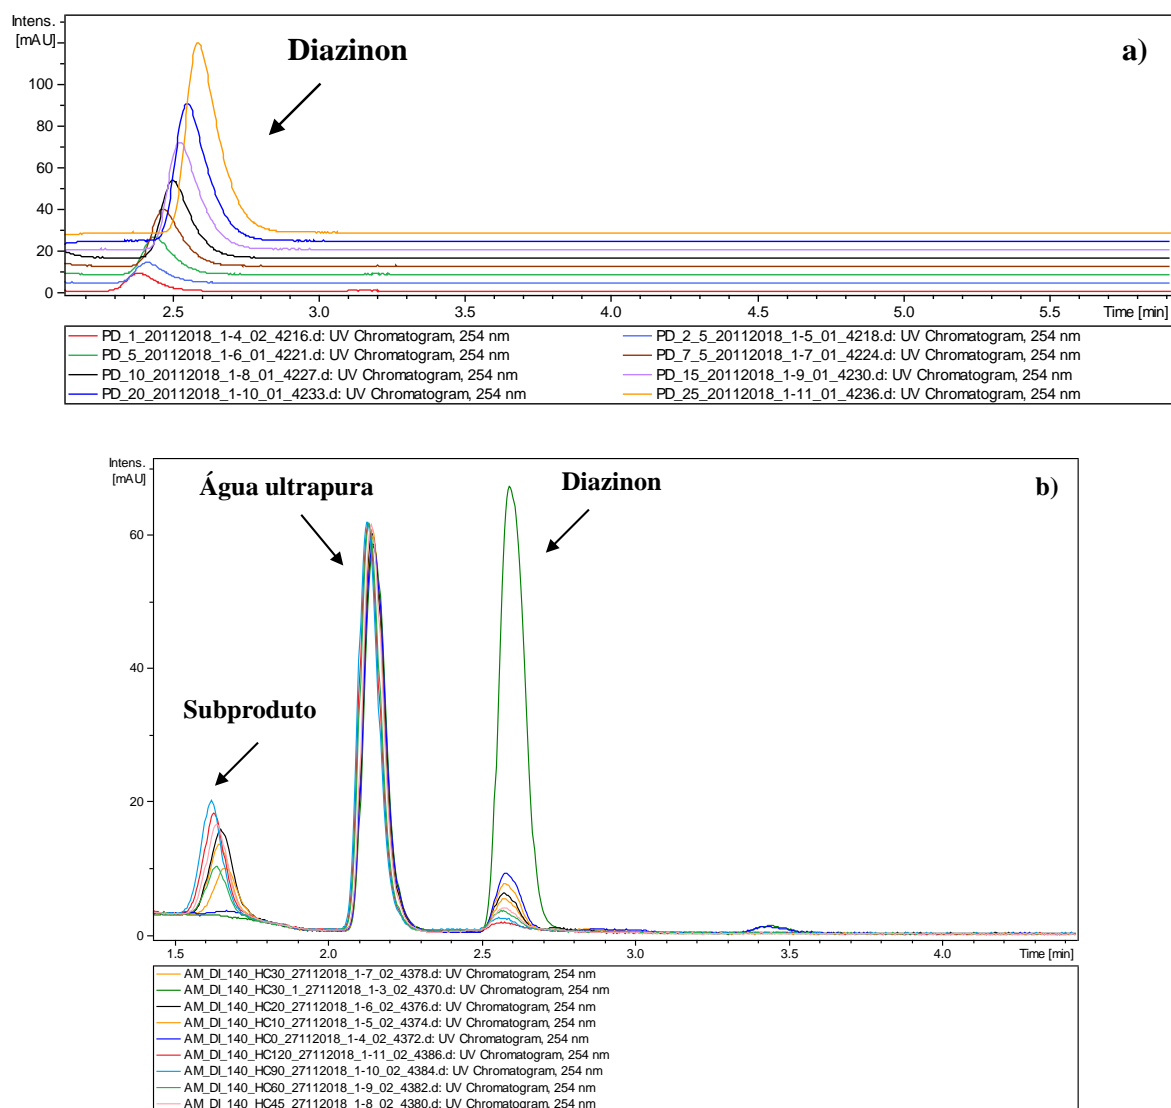 Intens.
[mAU]
Diazinon
a)
100
80
60
40
20
0
2.5
3.0
3.5
4.0
4.5
5.0
5.5
Time [min]
PD_1_20112018_1-4_02_4216.d: UV Chromatogram, 254 nm
PD_2_5_20112018_1-5_01_4218.d: UV Chromatogram, 254 nm
PD_5_20112018_1-6_01_4221.d: UV Chromatogram, 254 nm
PD_7_5_20112018_1-7_01_4224.d: UV Chromatogram, 254 nm
PD_10_20112018_1-8_01_4227.d: UV Chromatogram, 254 nm
PD_15_20112018_1-9_01_4230.d: UV Chromatogram, 254 nm
PD_20_20112018_1-10_01_4233.d: UV Chromatogram, 254 nm
PD_25_20112018_1-11_01_4236.d: UV Chromatogram, 254 nm
Intens.
[mAU]
Água ultrapura
Diazinon
b)
60
40
Subproduto
20
0
1.5
2.0
2.5
3.0
3.5
4.0
Time [min]
AM_DI_140_HC30_27112018_1-7_02_4378.d: UV Chromatogram, 254 nm
AM_DI_140_HC30_1_27112018_1-3_02_4370.d: UV Chromatogram, 254 nm
AM_DI_140_HC20_27112018_1-6_02_4376.d: UV Chromatogram, 254 nm
AM_DI_140_HC10_27112018_1-5_02_4374.d: UV Chromatogram, 254 nm
AM_DI_140_HC0_27112018_1-4_02_4372.d: UV Chromatogram, 254 nm
AM_DI_140_HC120_27112018_1-11_02_4386.d: UV Chromatogram, 254 nm
AM_DI_140_HC90_27112018_1-10_02_4384.d: UV Chromatogram, 254 nm
AM_DI_140_HC60_27112018_1-9_02_4382.d: UV Chromatogram, 254 nm
AM_DI_140_HC45_27112018_1-8_02_4380.d: UV Chromatogram, 254 nm